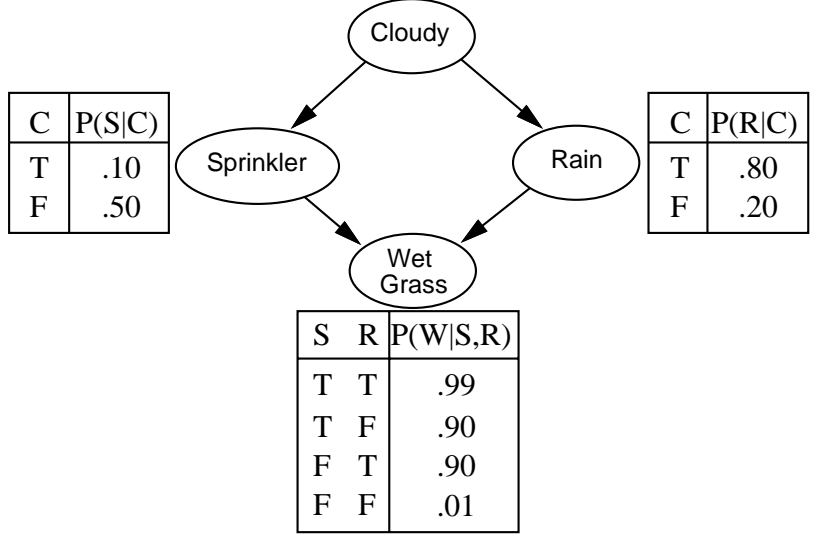 Cloudy
C P(S|C)
T .10
F .50
Sprinkler
Rain
C P(R|C)
T .80
F .20
Wet
Grass
S R P(W|S,R)
T T .99
T F .90
F T .90
F F .01